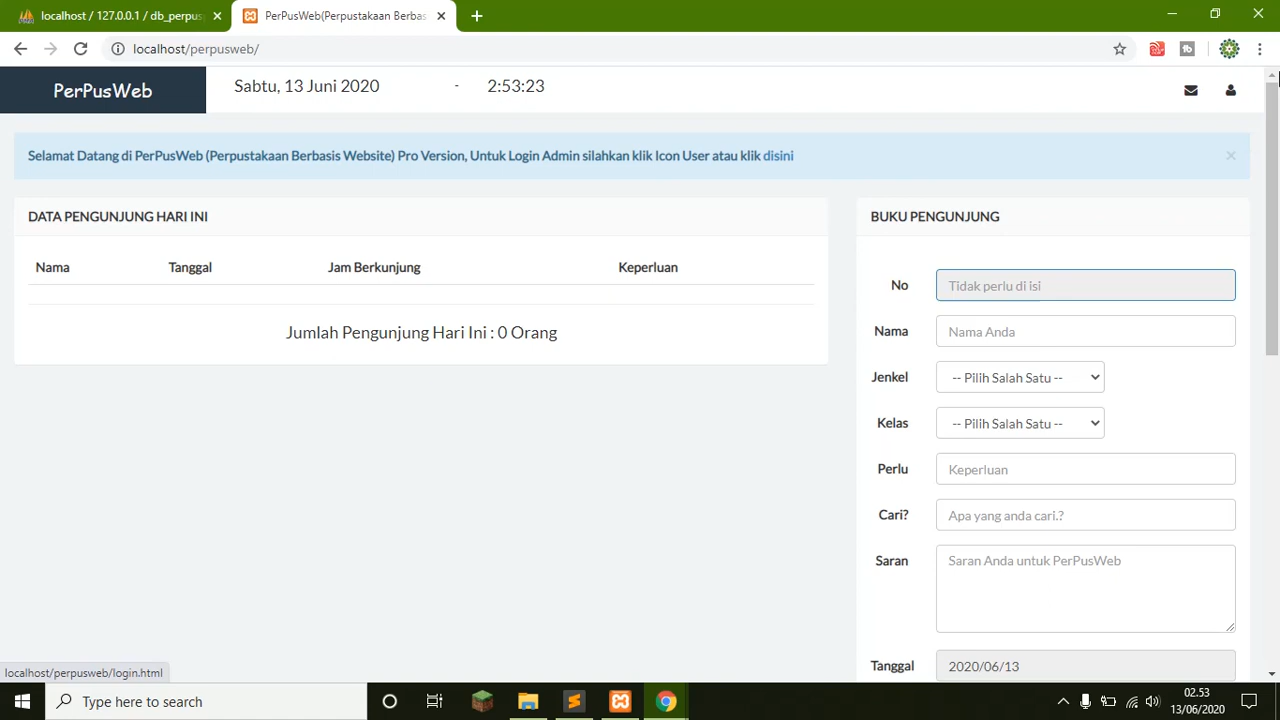 localhost / 127.0.0.1 / db_perpus
PerPusWeb(Perpustakaan Berbasis
localhost/perpusweb/
PerPusWeb
Sabtu, 13 Juni 2020 - 2:53:23
Selamat Datang di PerPusWeb (Perpustakaan Berbasis Website) Pro Version, Untuk Login Admin silahkan klik Icon User atau klik disini
DATA PENGUNJUNG HARI INI
Nama Tanggal Jam Berkunjung Keperluan
Jumlah Pengunjung Hari Ini : 0 Orang
BUKU PENGUNJUNG
No Tidak perlu di isi
Nama Nama Anda
Jenkel -- Pilih Salah Satu --
Kelas -- Pilih Salah Satu --
Perlu Keperluan
Cari? Apa yang anda cari.?
Saran Saran Anda untuk PerPusWeb
Tanggal 2020/06/13
localhost/perpusweb/login.html
Type here to search
02.53
13/06/2020